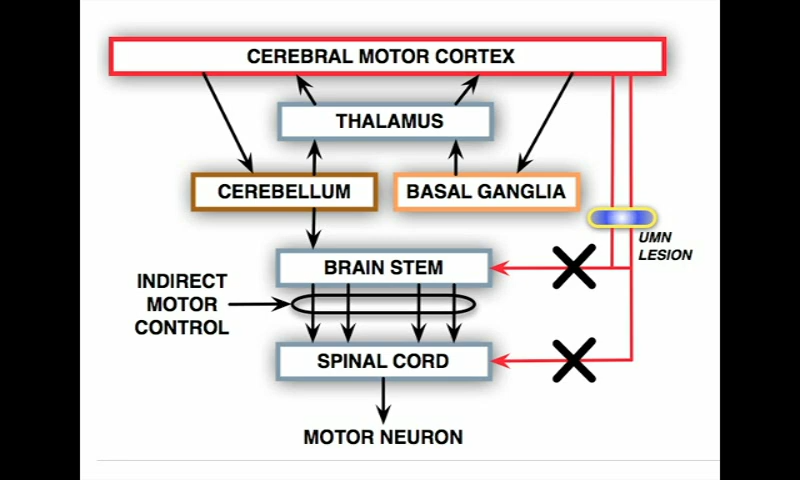 CEREBRAL MOTOR CORTEX
THALAMUS
CEREBELLUM
BASAL GANGLIA
UMN
LESION
BRAIN STEM
INDIRECT
MOTOR
CONTROL
SPINAL CORD
MOTOR NEURON